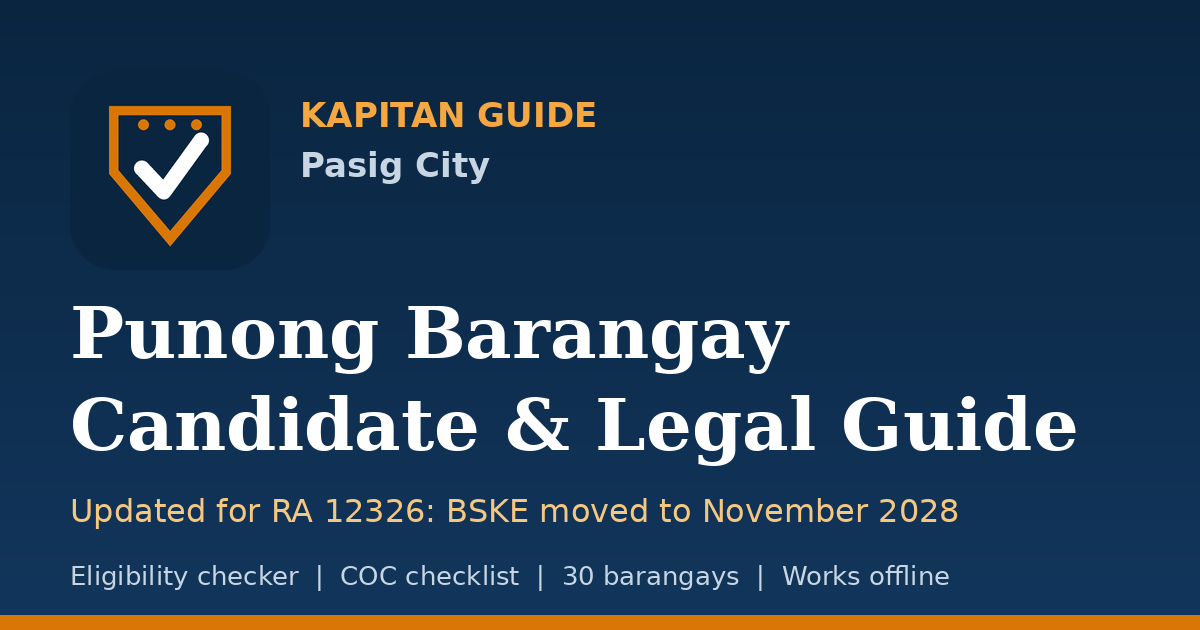 KAPITAN GUIDE
Pasig City
Punong Barangay
Candidate & Legal Guide
Updated for RA 12326: BSKE moved to November 2028
Eligibility checker | COC checklist | 30 barangays | Works offline